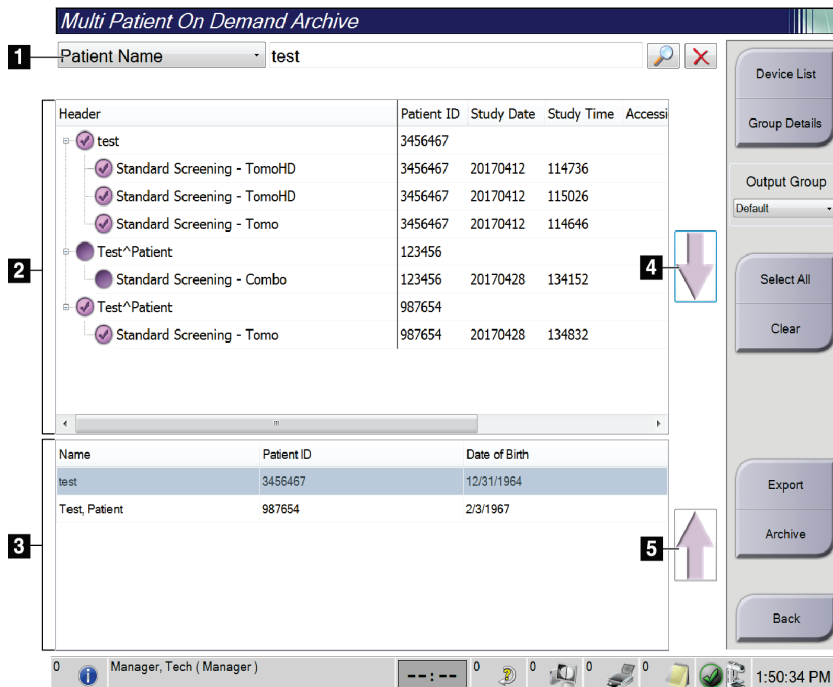 Multi Patient On Demand Archive
1 Patient Name test
Device List
Group Details
Output Group
Default
Select All
Clear
Export
Archive
Back
2
Header Patient ID Study Date Study Time Accessi
test 3456467
Standard Screening - TomoHD 3456467 20170412 114736
Standard Screening - TomoHD 3456467 20170412 115026
Standard Screening - Tomo 3456467 20170412 114646
Test^Patient 123456
Standard Screening - Combo 123456 20170428 134152
Test^Patient 987654
Standard Screening - Tomo 987654 20170428 134832
4
3
Name Patient ID Date of Birth
test 3456467 12/31/1964
Test, Patient 987654 2/3/1967
5
0 Manager, Tech ( Manager ) --:-- 0 0 0 0 1:50:34 PM